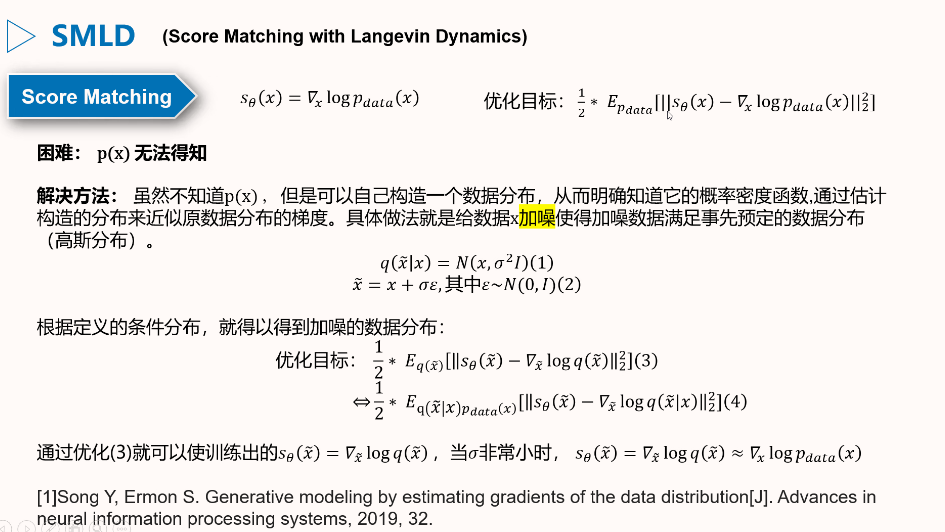 SMLD (Score Matching with Langevin Dynamics)
Score Matching
$s_\theta(x) = \nabla_x \log p_{data}(x)$ 优化目标: $\frac{1}{2} * E_{p_{data}}[||s_\theta(x) - \nabla_x \log p_{data}(x)||_2^2]$
困难: p(x) 无法得知
解决方法: 虽然不知道p(x) , 但是可以自己构造一个数据分布,从而明确知道它的概率密度函数,通过估计
构造的分布来近似原数据分布的梯度。具体做法就是给数据x加噪使得加噪数据满足事先预定的数据分布
（高斯分布）。
$q(\tilde{x}|x) = N(x, \sigma^2 I)(1)$
$\tilde{x} = x + \sigma\varepsilon$, 其中$\varepsilon \sim N(0, I)(2)$
根据定义的条件分布，就得以得到加噪的数据分布:
优化目标: $\frac{1}{2} * E_{q(\tilde{x})}[\|s_\theta(\tilde{x}) - \nabla_{\tilde{x}} \log q(\tilde{x})\|_2^2](3)$
$\Leftrightarrow \frac{1}{2} * E_{q(\tilde{x}|x)p_{data}(x)}[\|s_\theta(\tilde{x}) - \nabla_{\tilde{x}} \log q(\tilde{x}|x)\|_2^2](4)$
通过优化(3)就可以使训练出的$s_\theta(\tilde{x}) = \nabla_{\tilde{x}} \log q(\tilde{x})$ ，当$\sigma$非常小时， $s_\theta(\tilde{x}) = \nabla_{\tilde{x}} \log q(\tilde{x}) \approx \nabla_x \log p_{data}(x)$
[1]Song Y, Ermon S. Generative modeling by estimating gradients of the data distribution[J]. Advances in
neural information processing systems, 2019, 32.